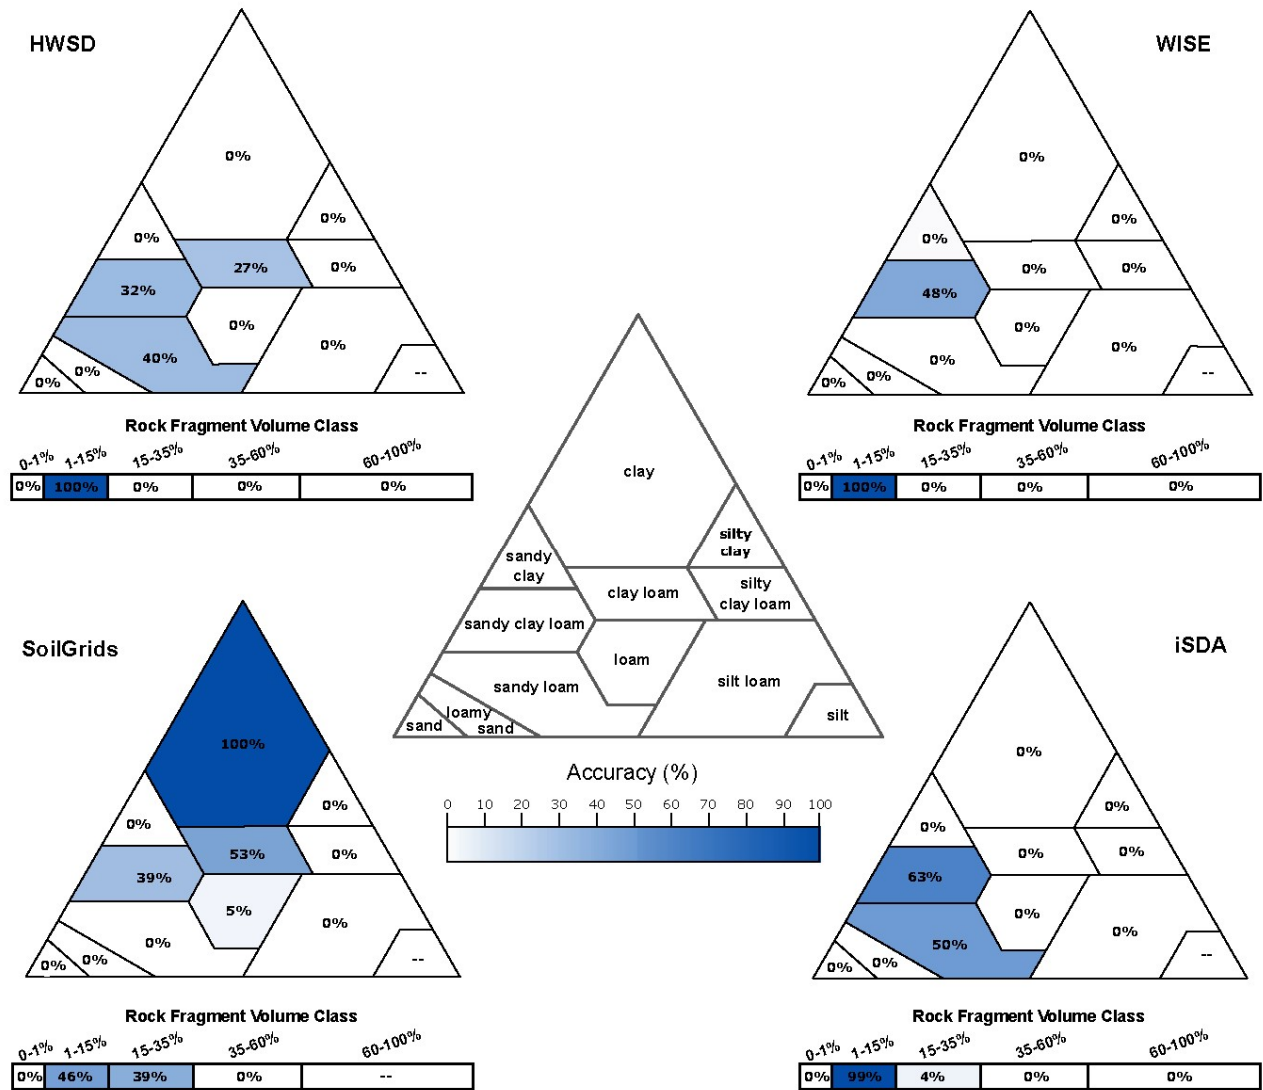 HWSD
0%
0%
0%
27%
0%
32%
0%
0%
40%
0%
0%
--
Rock Fragment Volume Class
0-1% 1-15% 15-35% 35-60% 60-100%
0% 100% 0% 0% 0%
WISE
0%
0%
0%
0%
0%
48%
0%
0%
0%
0%
0%
--
Rock Fragment Volume Class
0-1% 1-15% 15-35% 35-60% 60-100%
0% 100% 0% 0% 0%
clay
silty
clay
sandy
clay
clay loam
silty
clay loam
sandy clay loam
loam
sandy loam
silt loam
loamy
sand
sand
silt
Accuracy (%)
0 10 20 30 40 50 60 70 80 90 100
SoilGrids
100%
0%
0%
53%
0%
39%
5%
0%
0%
0%
0%
--
Rock Fragment Volume Class
0-1% 1-15% 15-35% 35-60% 60-100%
0% 46% 39% 0% --
iSDA
0%
0%
0%
0%
0%
63%
0%
0%
50%
0%
0%
--
Rock Fragment Volume Class
0-1% 1-15% 15-35% 35-60% 60-100%
0% 99% 4% 0% 0%